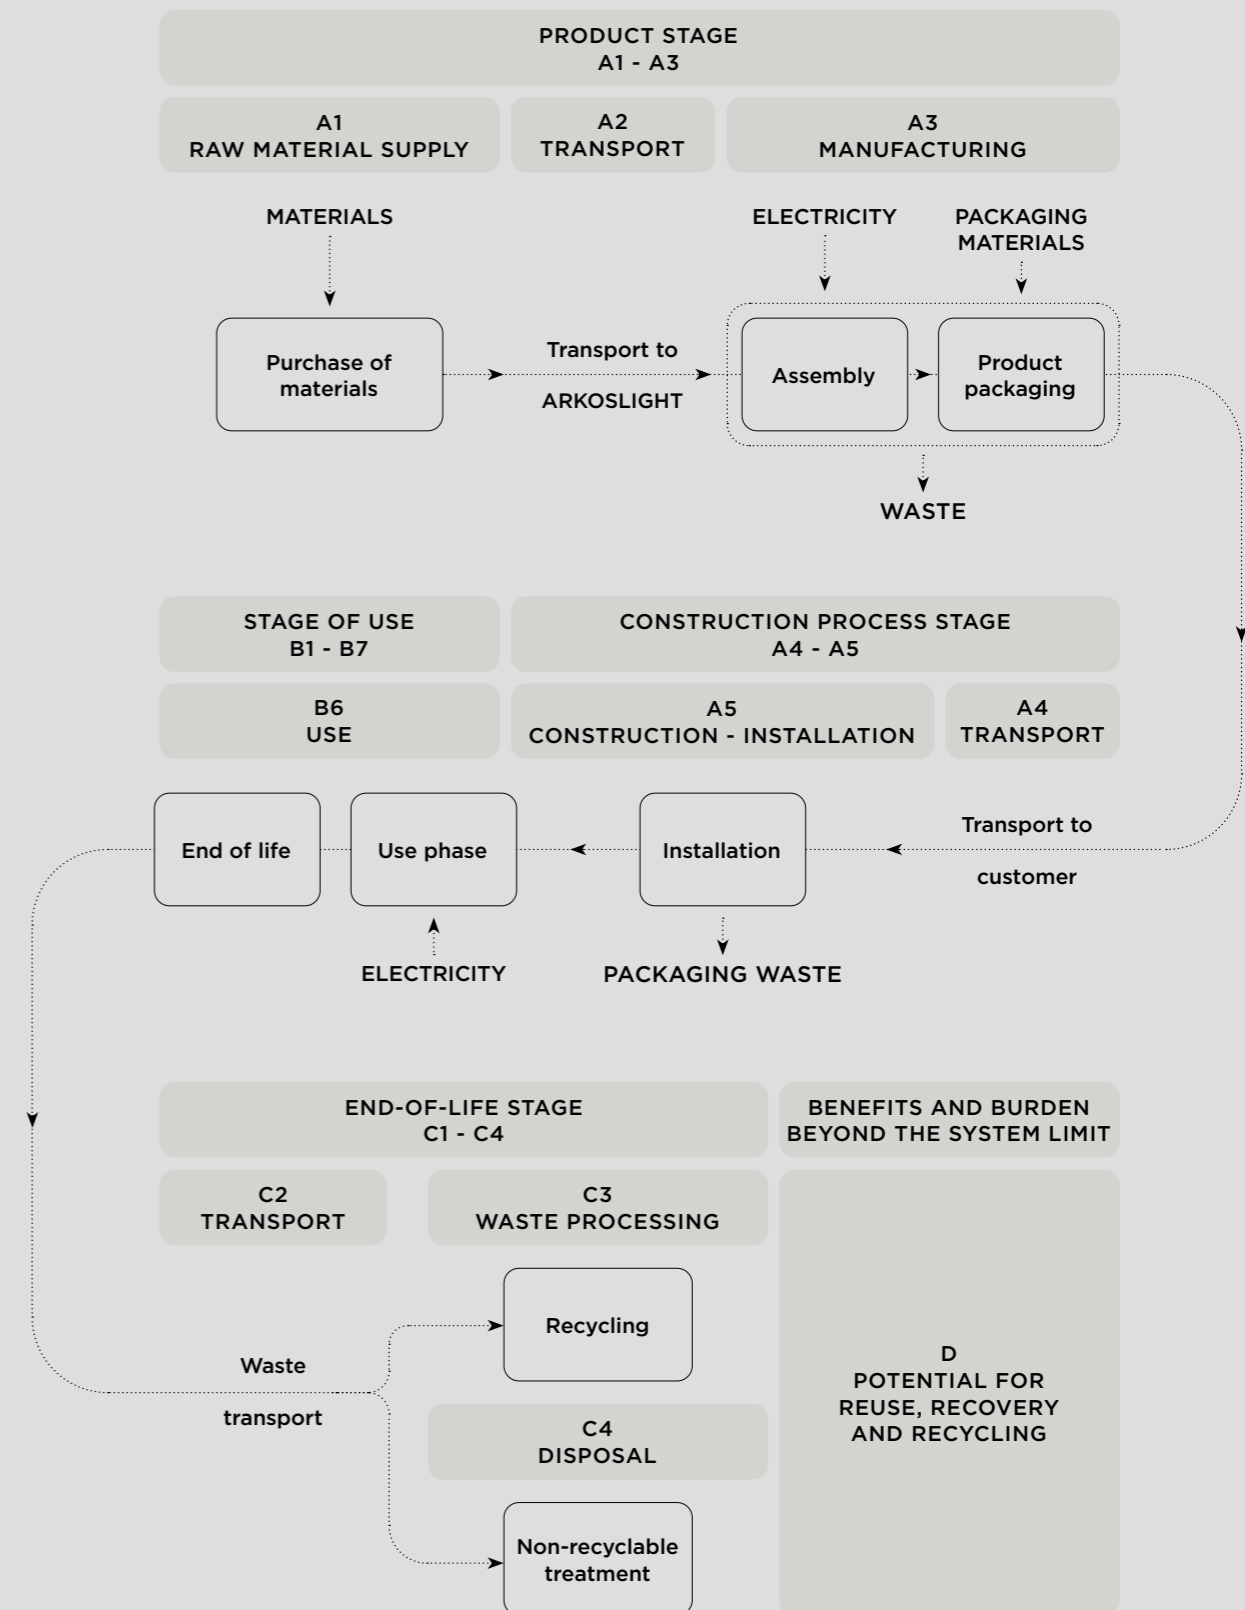 PRODUCT STAGE
A1 - A3
A1
RAW MATERIAL SUPPLY
A2
TRANSPORT
A3
MANUFACTURING
MATERIALS
ELECTRICITY
PACKAGING
MATERIALS
Purchase of
materials
Transport to
ARKOSLIGHT
Assembly
Product
packaging
WASTE
STAGE OF USE
B1 - B7
CONSTRUCTION PROCESS STAGE
A4 - A5
B6
USE
A5
CONSTRUCTION - INSTALLATION
A4
TRANSPORT
End of life
Use phase
Installation
Transport to
customer
ELECTRICITY
PACKAGING WASTE
END-OF-LIFE STAGE
C1 - C4
BENEFITS AND BURDEN
BEYOND THE SYSTEM LIMIT
C2
TRANSPORT
C3
WASTE PROCESSING
Recycling
Waste
transport
C4
DISPOSAL
Non-recyclable
treatment
D
POTENTIAL FOR
REUSE, RECOVERY
AND RECYCLING